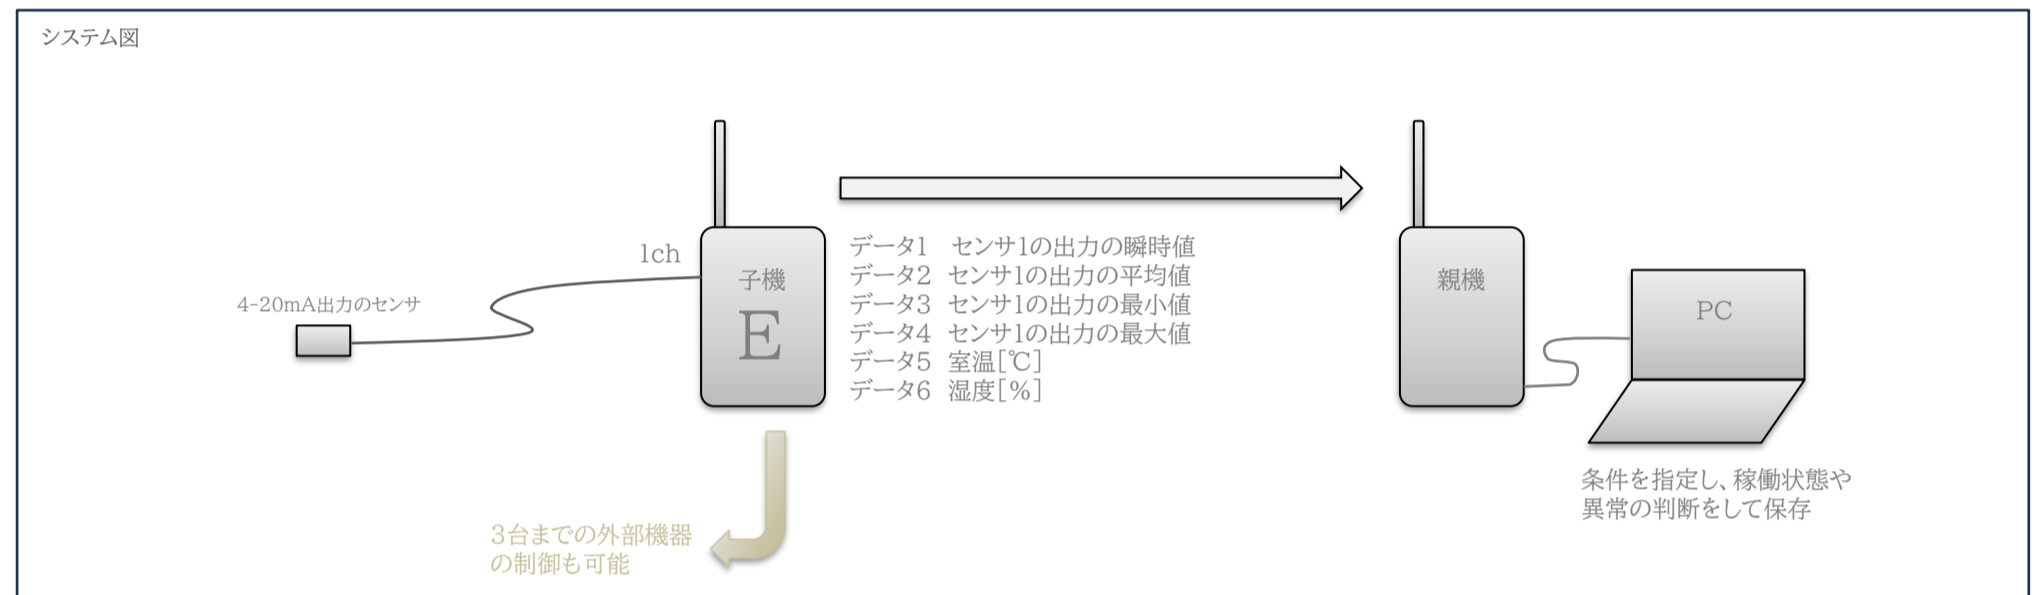 システム図
1ch
4-20mA出力のセンサ
子機
E
データ1　センサ1の出力の瞬時値
データ2　センサ1の出力の平均値
データ3　センサ1の出力の最小値
データ4　センサ1の出力の最大値
データ5　室温[℃]
データ6　湿度[%]
親機
PC
条件を指定し、稼働状態や
異常の判断をして保存
3台までの外部機器
の制御も可能